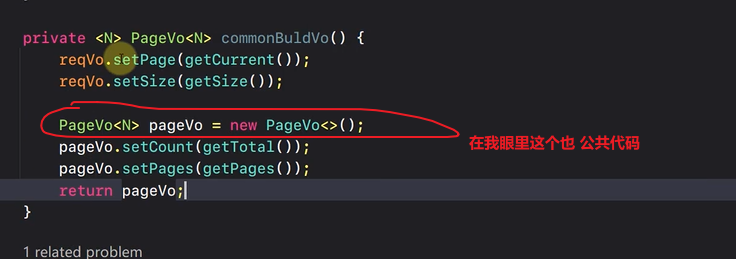 private <N> PageVo<N> commonBuldVo() {
reqVo.setPage(getCurrent());
reqVo.setSize(getSize());
PageVo<N> pageVo = new PageVo<>();
在我眼里这个也 公共代码
pageVo.setCount(getTotal());
pageVo.setPages(getPages());
return pageVo;
}
1 related problem